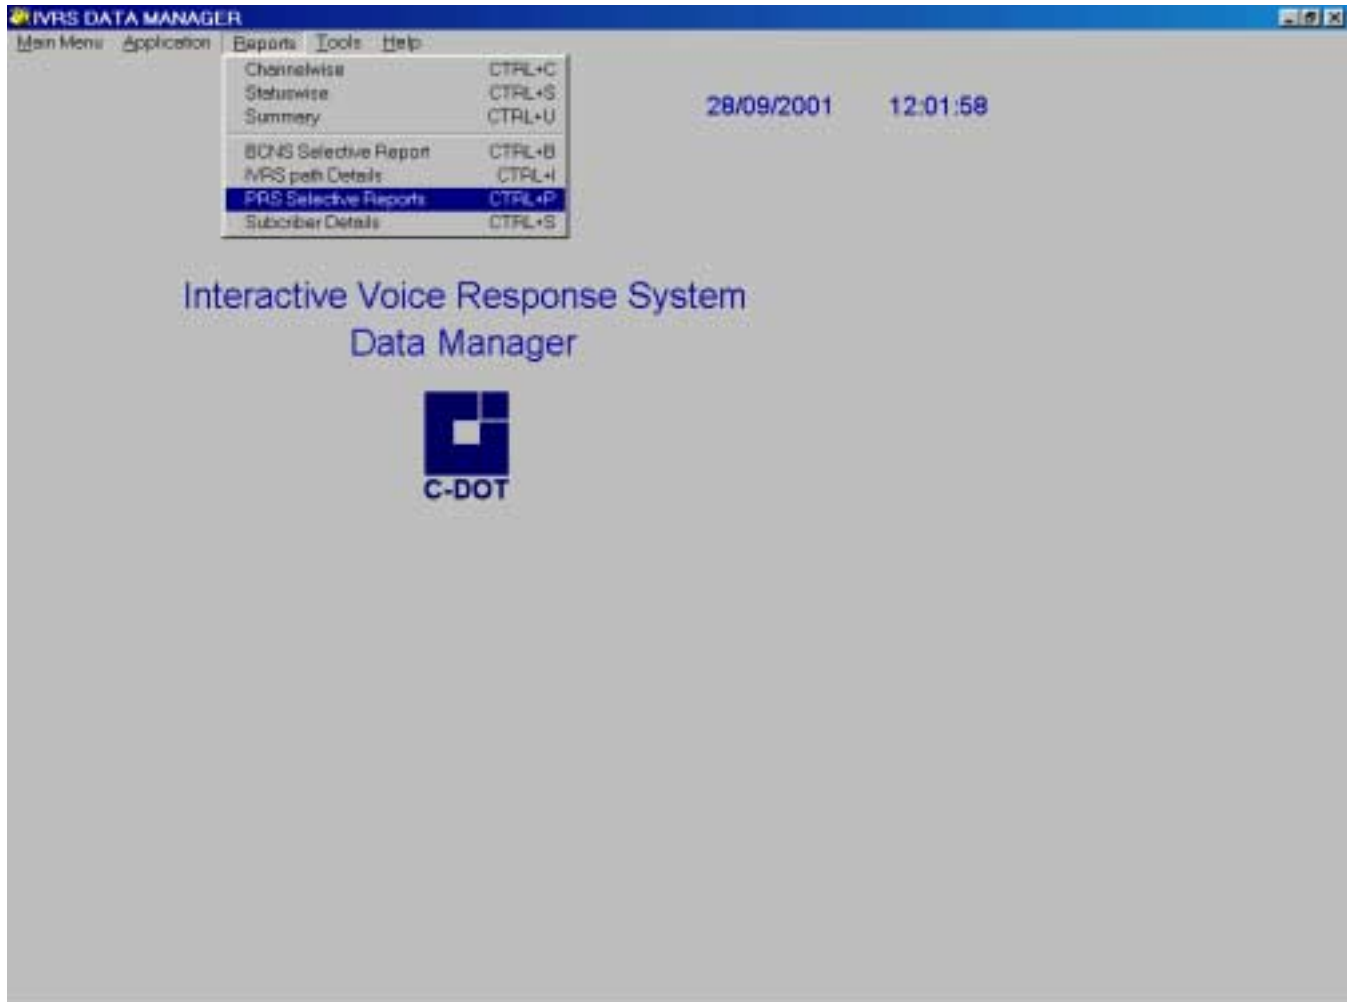 IVRS DATA MANAGER
Main Menu Application Reports Tools Help
Channelwise CTRL+C
Statuswise CTRL+S
Summery CTRL+U
28/09/2001 12:01:58
BCNS Selective Report CTRL+B
IVRS path Details CTRL+I
PRS Selective Reports CTRL+P
Subcriber Details CTRL+S
Interactive Voice Response System
Data Manager
C-DOT